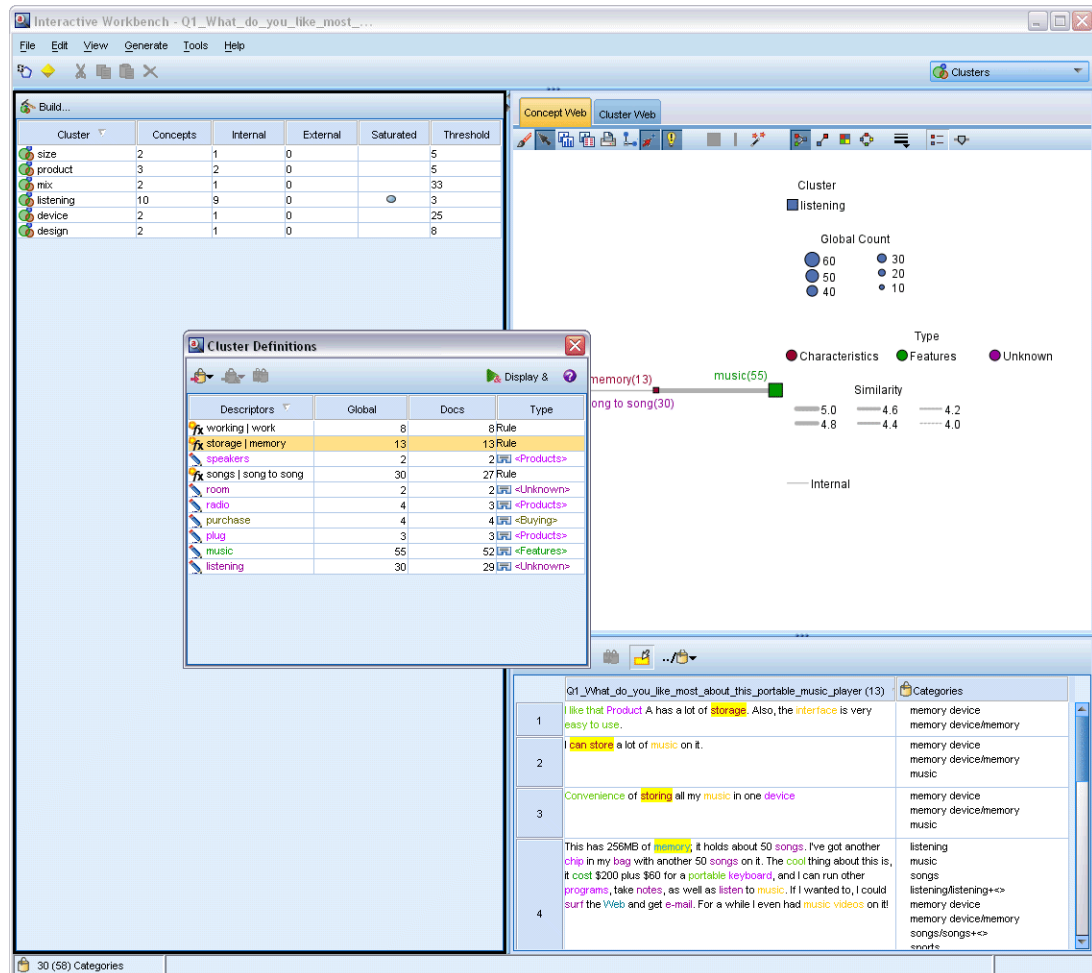 Interactive Workbench - Q1_What_do_you_like_most_...
File Edit View Generate Tools Help
Clusters
Build...
Cluster Concepts Internal External Saturated Threshold
size 2 1 0 5
product 3 2 0 5
mix 2 1 0 33
listening 10 9 0 3
device 2 1 0 25
design 2 1 0 8
Concept Web Cluster Web
Cluster
listening
Global Count
60 30
50 20
40 10
Type
Characteristics Features Unknown
memory(13) music(55)
ong to song(30)
Similarity
5.0 4.6 4.2
4.8 4.4 4.0
Internal
Cluster Definitions
Display &
Descriptors Global Docs Type
fx working | work 8 8 Rule
fx storage | memory 13 13 Rule
speakers 2 2 <Products>
fx songs | song to song 30 27 Rule
room 2 2 <Unknown>
radio 4 3 <Products>
purchase 4 4 <Buying>
plug 3 3 <Products>
music 55 52 <Features>
listening 30 29 <Unknown>
../
Q1_What_do_you_like_most_about_this_portable_music_player (13) Categories
1
I like that Product A has a lot of storage. Also, the interface is very
easy to use.
memory device
memory device/memory
2
I can store a lot of music on it.
memory device
memory device/memory
music
3
Convenience of storing all my music in one device
memory device
memory device/memory
music
4
This has 256MB of memory; it holds about 50 songs. I've got another
chip in my bag with another 50 songs on it. The cool thing about this is,
it cost $200 plus $60 for a portable keyboard, and I can run other
programs, take notes, as well as listen to music. If I wanted to, I could
surf the Web and get e-mail. For a while I even had music videos on it!
listening
music
songs
listening/listening+<>
memory device
memory device/memory
songs/songs+<>
sports
30 (58) Categories